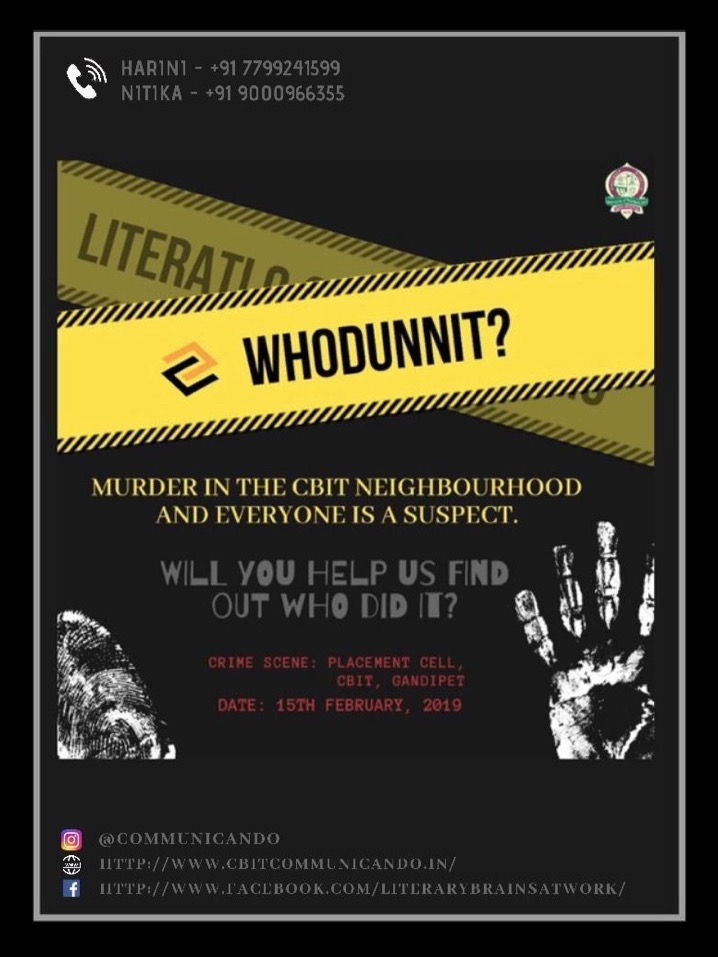 HARINI - +91 7799241599
NITIKA - +91 9000966355
LITERATI
WHODUNNIT?
MURDER IN THE CBIT NEIGHBOURHOOD
AND EVERYONE IS A SUSPECT.
WILL YOU HELP US FIND
OUT WHO DID IT?
CRIME SCENE: PLACEMENT CELL,
CBIT, GANDIPET
DATE: 15TH FEBRUARY, 2019
@COMMUNICANDO
HTTP://WWW.CBITCOMMUNICANDO.IN/
HTTP://WWW.FACEBOOK.COM/LITERARYBRAINSATWORK/